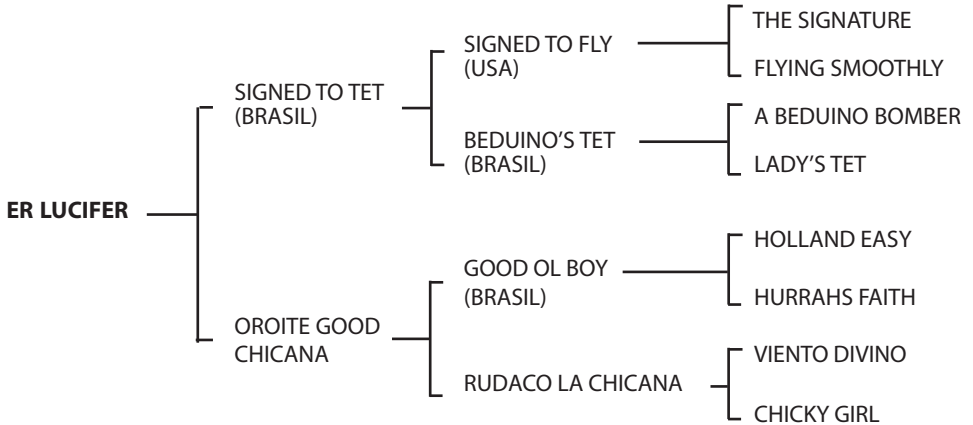 THE SIGNATURE
SIGNED TO FLY
(USA)
FLYING SMOOTHLY
SIGNED TO TET
(BRASIL)
A BEDUINO BOMBER
BEDUINO’S TET
(BRASIL)
LADY’S TET
ER LUCIFER
HOLLAND EASY
GOOD OL BOY
(BRASIL)
HURRAHS FAITH
OROITE GOOD
CHICANA
VIENTO DIVINO
RUDACO LA CHICANA
CHICKY GIRL